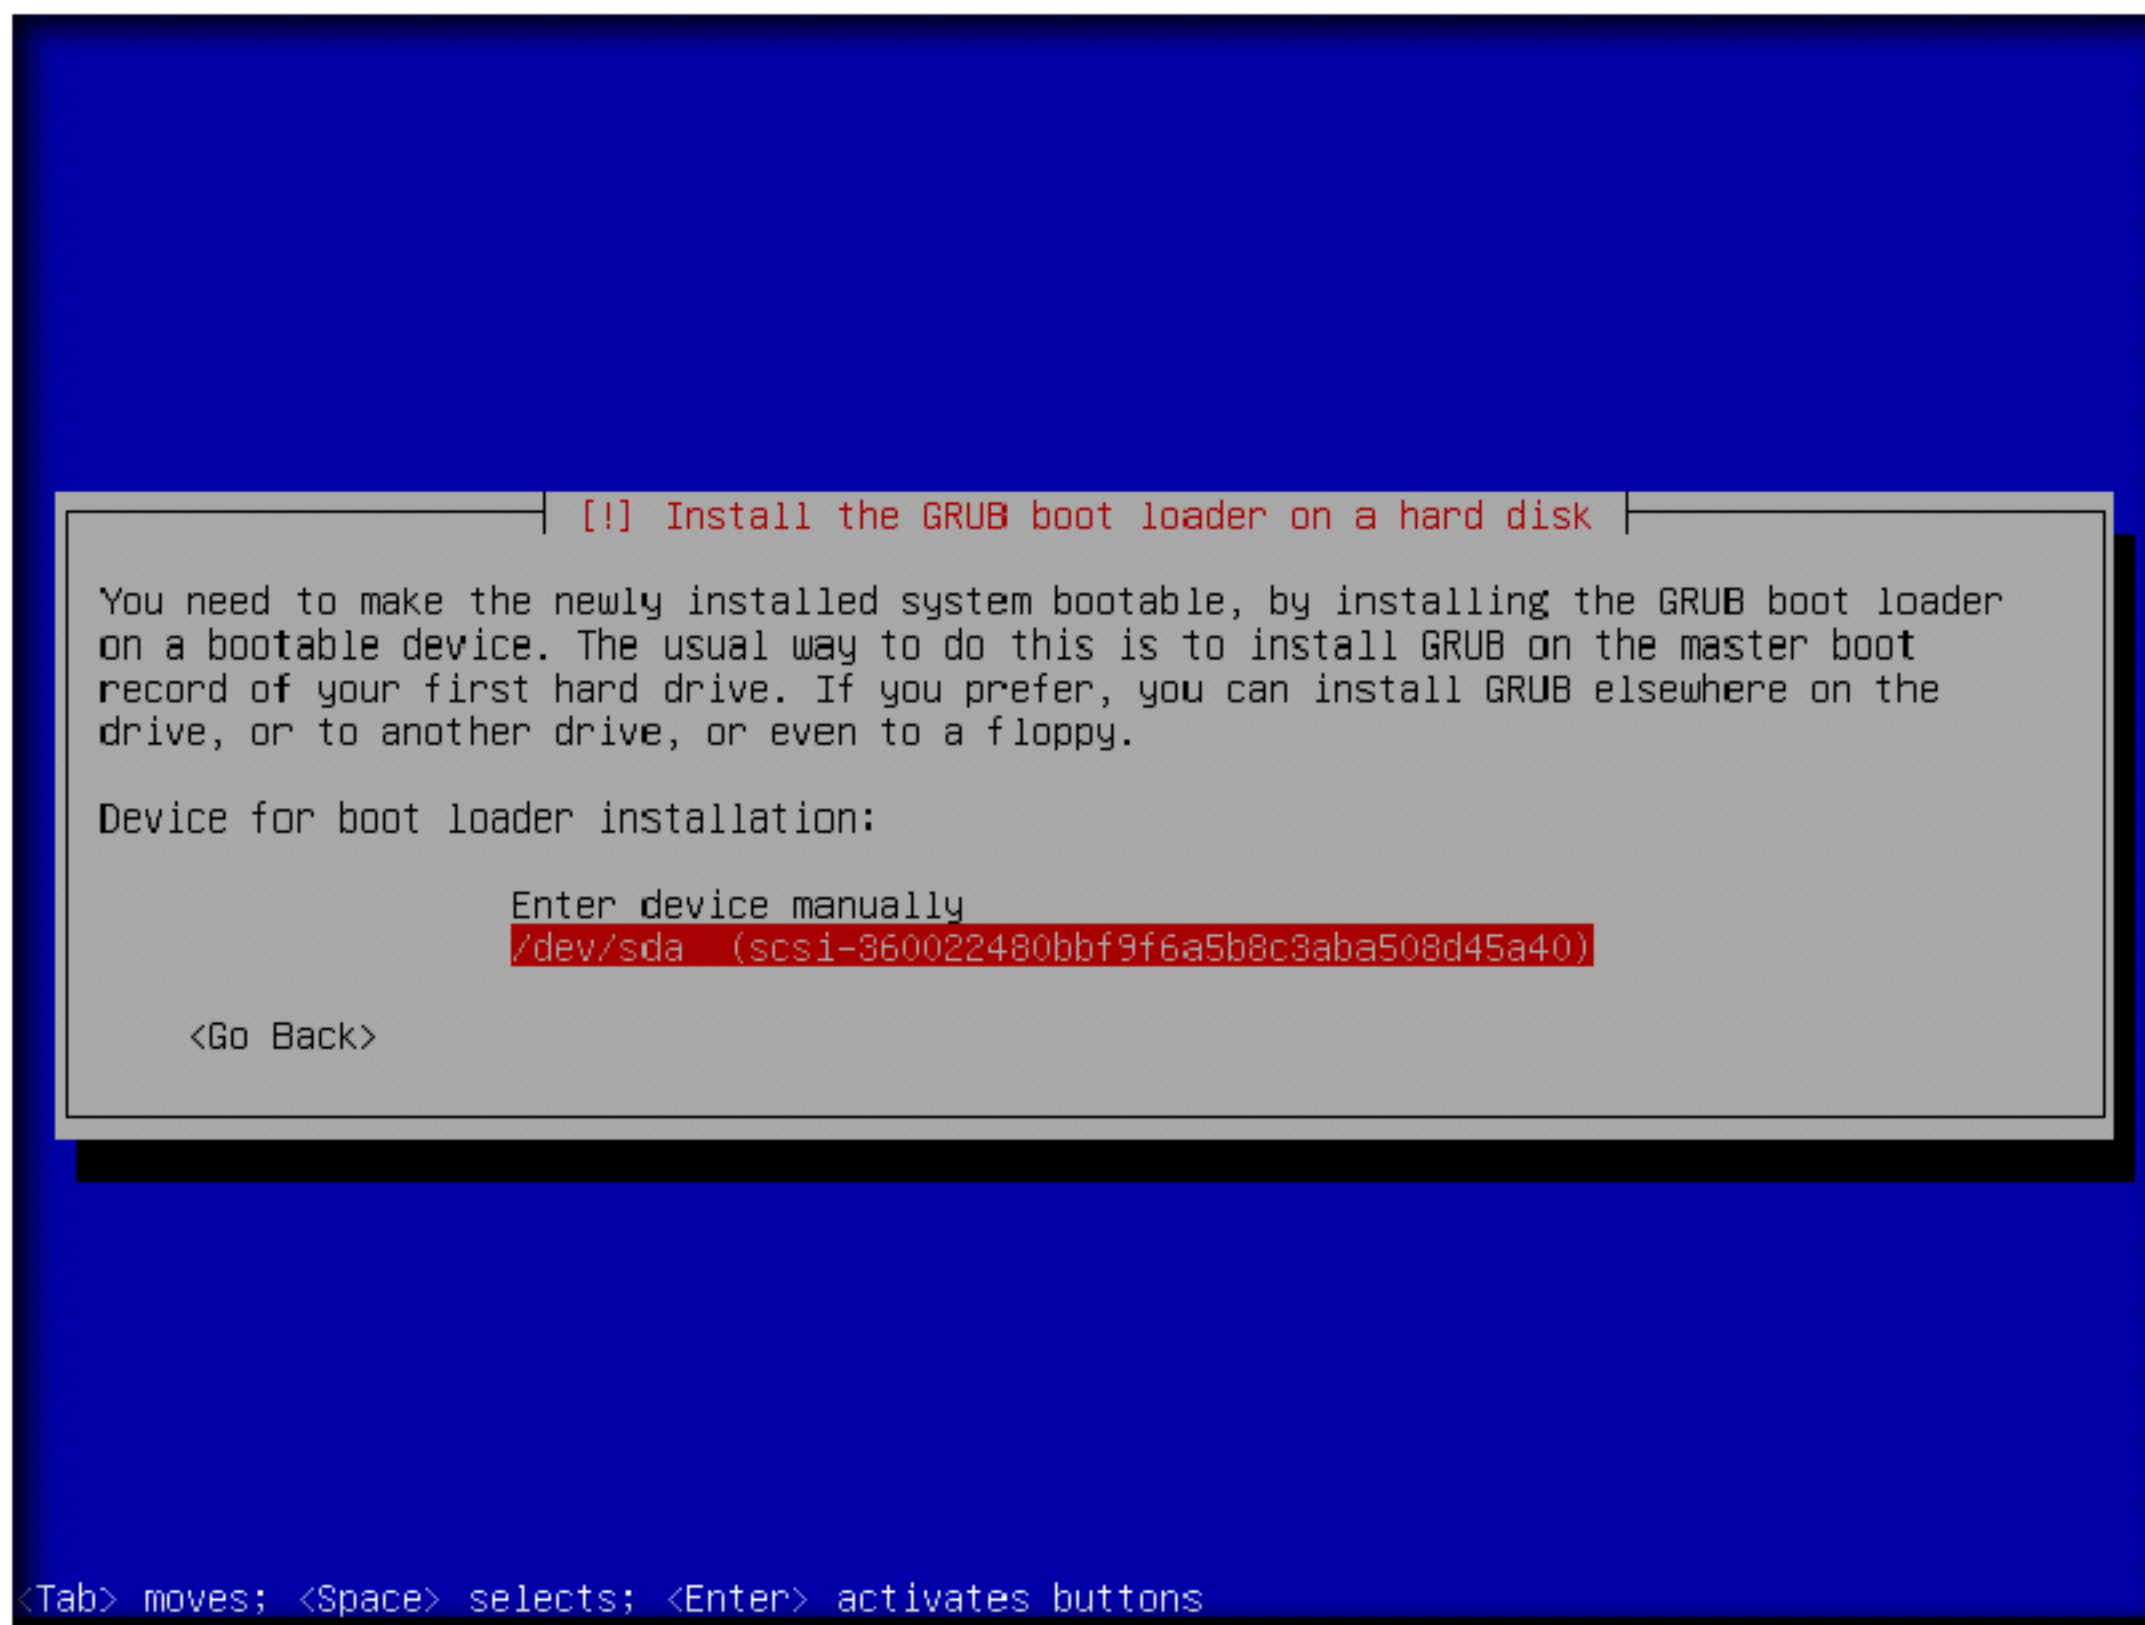 [!] Install the GRUB boot loader on a hard disk
You need to make the newly installed system bootable, by installing the GRUB boot loader
on a bootable device. The usual way to do this is to install GRUB on the master boot
record of your first hard drive. If you prefer, you can install GRUB elsewhere on the
drive, or to another drive, or even to a floppy.
Device for boot loader installation:
Enter device manually
/dev/sda (scsi-360022480bbf9f6a5b8c3aba508d45a40)
<Go Back>
<Tab> moves; <Space> selects; <Enter> activates buttons